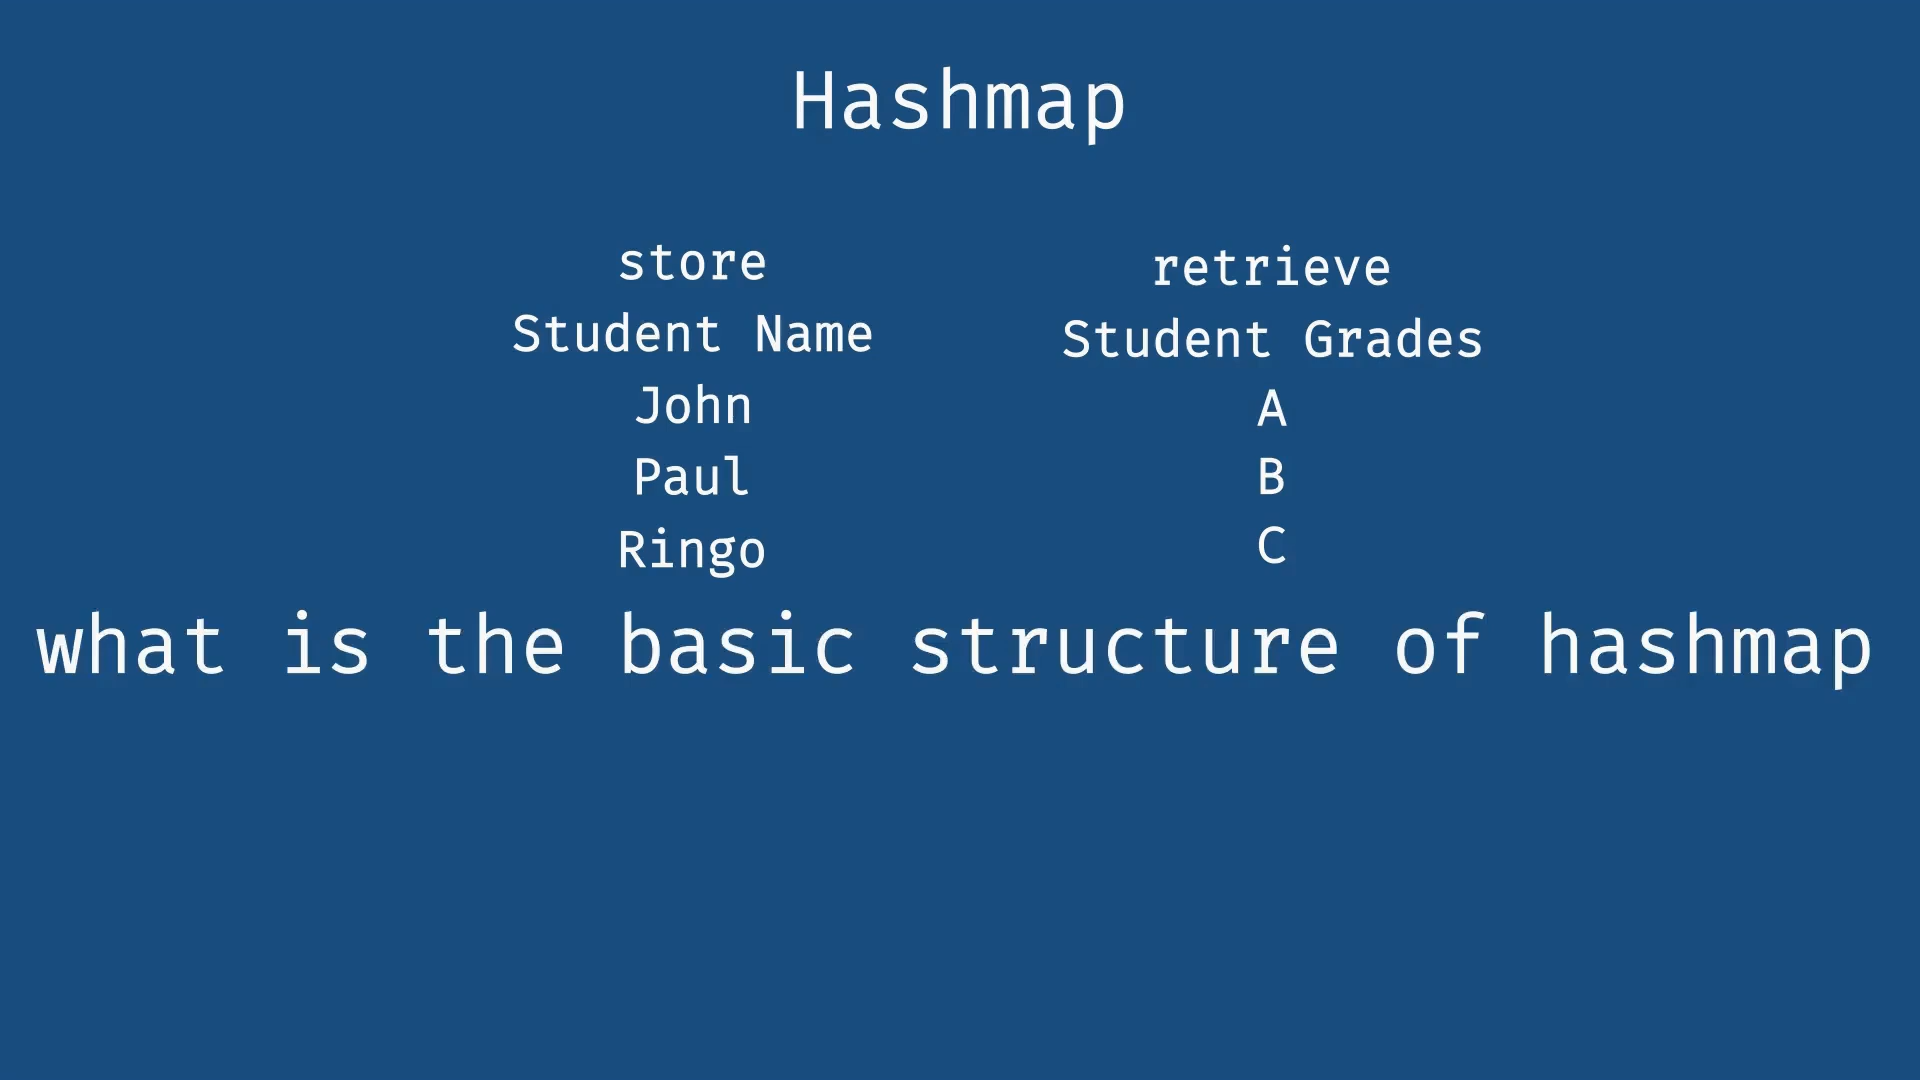 Hashmap
store
Student Name
John
Paul
Ringo
retrieve
Student Grades
A
B
C
what is the basic structure of hashmap